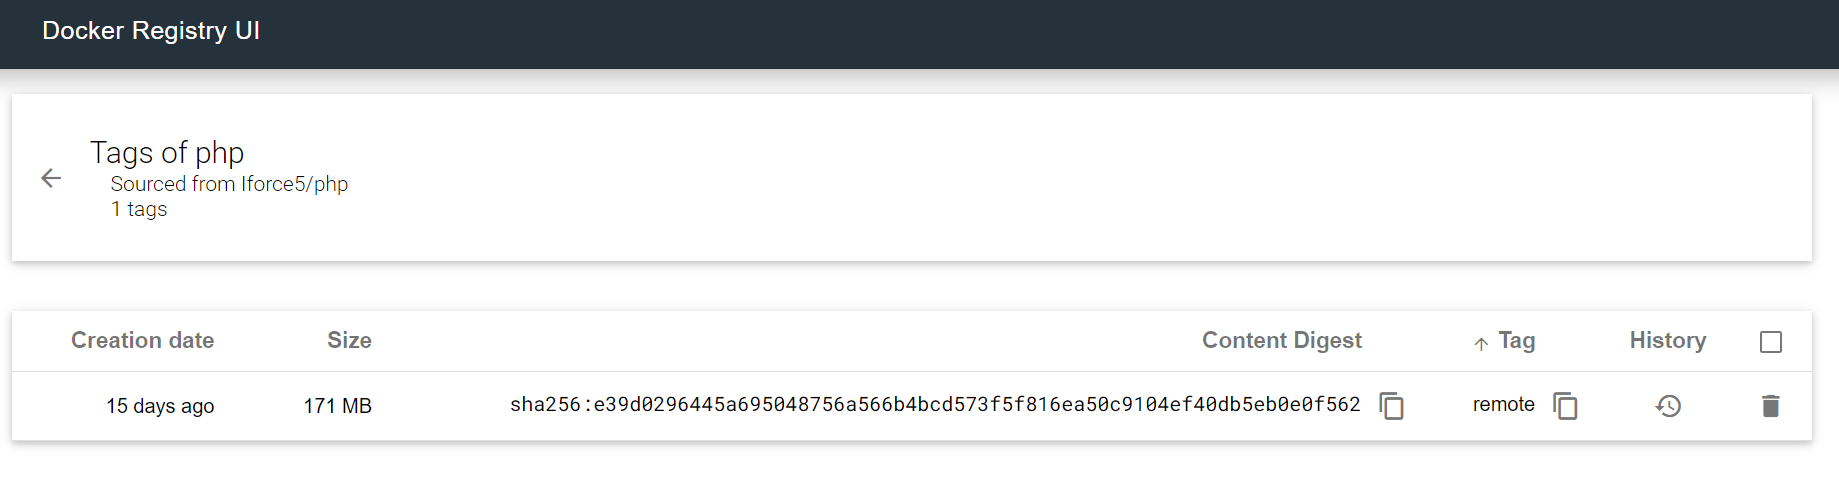 Docker Registry UI
Tags of php
Sourced from Iforce5/php
1 tags
Creation date Size Content Digest Tag History
15 days ago 171 MB sha256:e39d0296445a695048756a566b4bcd573f5f816ea50c9104ef40db5eb0e0f562 remote